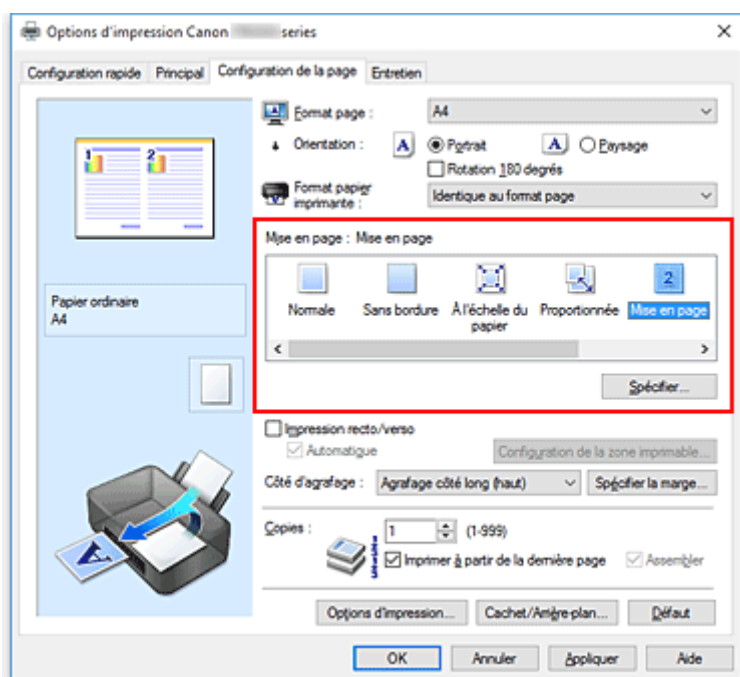 Options d'impression Canon series
Configuration rapide Principal Configuration de la page Entretien
Format page : A4
Orientation : A Portrait A Paysage
Rotation 180 degrés
Format papier
imprimante : Identique au format page
1 2
Mise en page : Mise en page
2
Normale Sans bordure À l'échelle du
papier Proportionnée Mise en page
Papier ordinaire
A4
Spécifier...
Impression recto/verso
Automatique Configuration de la zone imprimable...
Côté d'agrafage : Agrafage côté long (haut) Spécifier la marge...
Copies : 1 (1-999)
Imprimer à partir de la dernière page Assembler
A
Options d'impression... Cachet/Arrière-plan... Défaut
OK Annuler Appliquer Aide